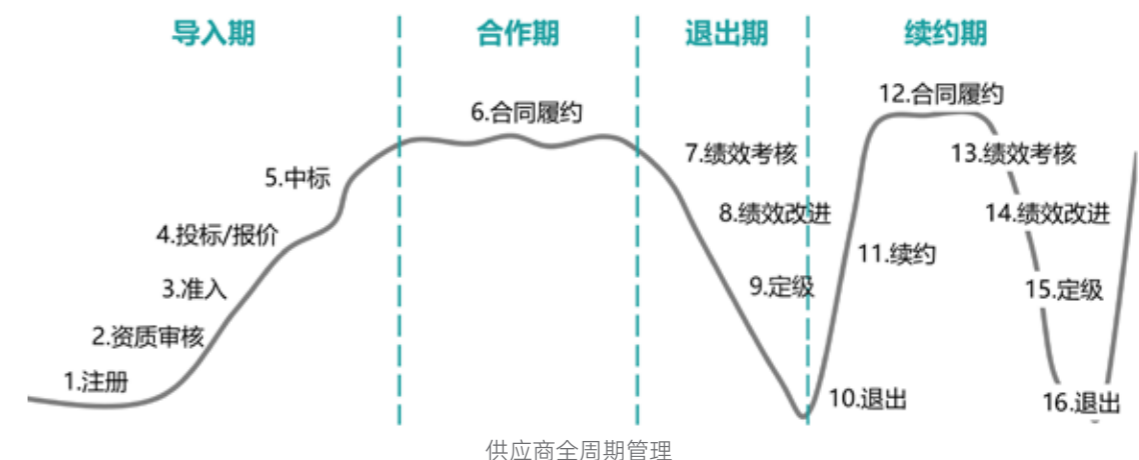 导入期
合作期
退出期
续约期
1.注册
2.资质审核
3.准入
4.投标/报价
5.中标
6.合同履约
7.绩效考核
8.绩效改进
9.定级
10.退出
11.续约
12.合同履约
13.绩效考核
14.绩效改进
15.定级
16.退出
供应商全周期管理